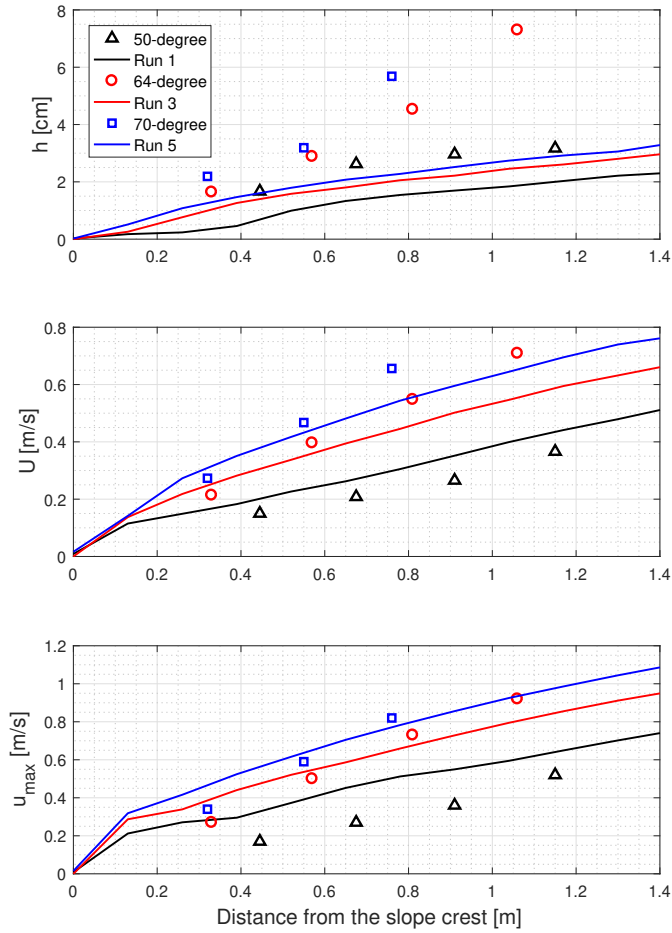 8
6
4
2
0
h [cm]
50-degree
Run 1
64-degree
Run 3
70-degree
Run 5
0 0.2 0.4 0.6 0.8 1 1.2 1.4
0.8
0.6
0.4
0.2
0
U [m/s]
0 0.2 0.4 0.6 0.8 1 1.2 1.4
1.2
1
0.8
0.6
0.4
0.2
0
u_max [m/s]
0 0.2 0.4 0.6 0.8 1 1.2 1.4
Distance from the slope crest [m]